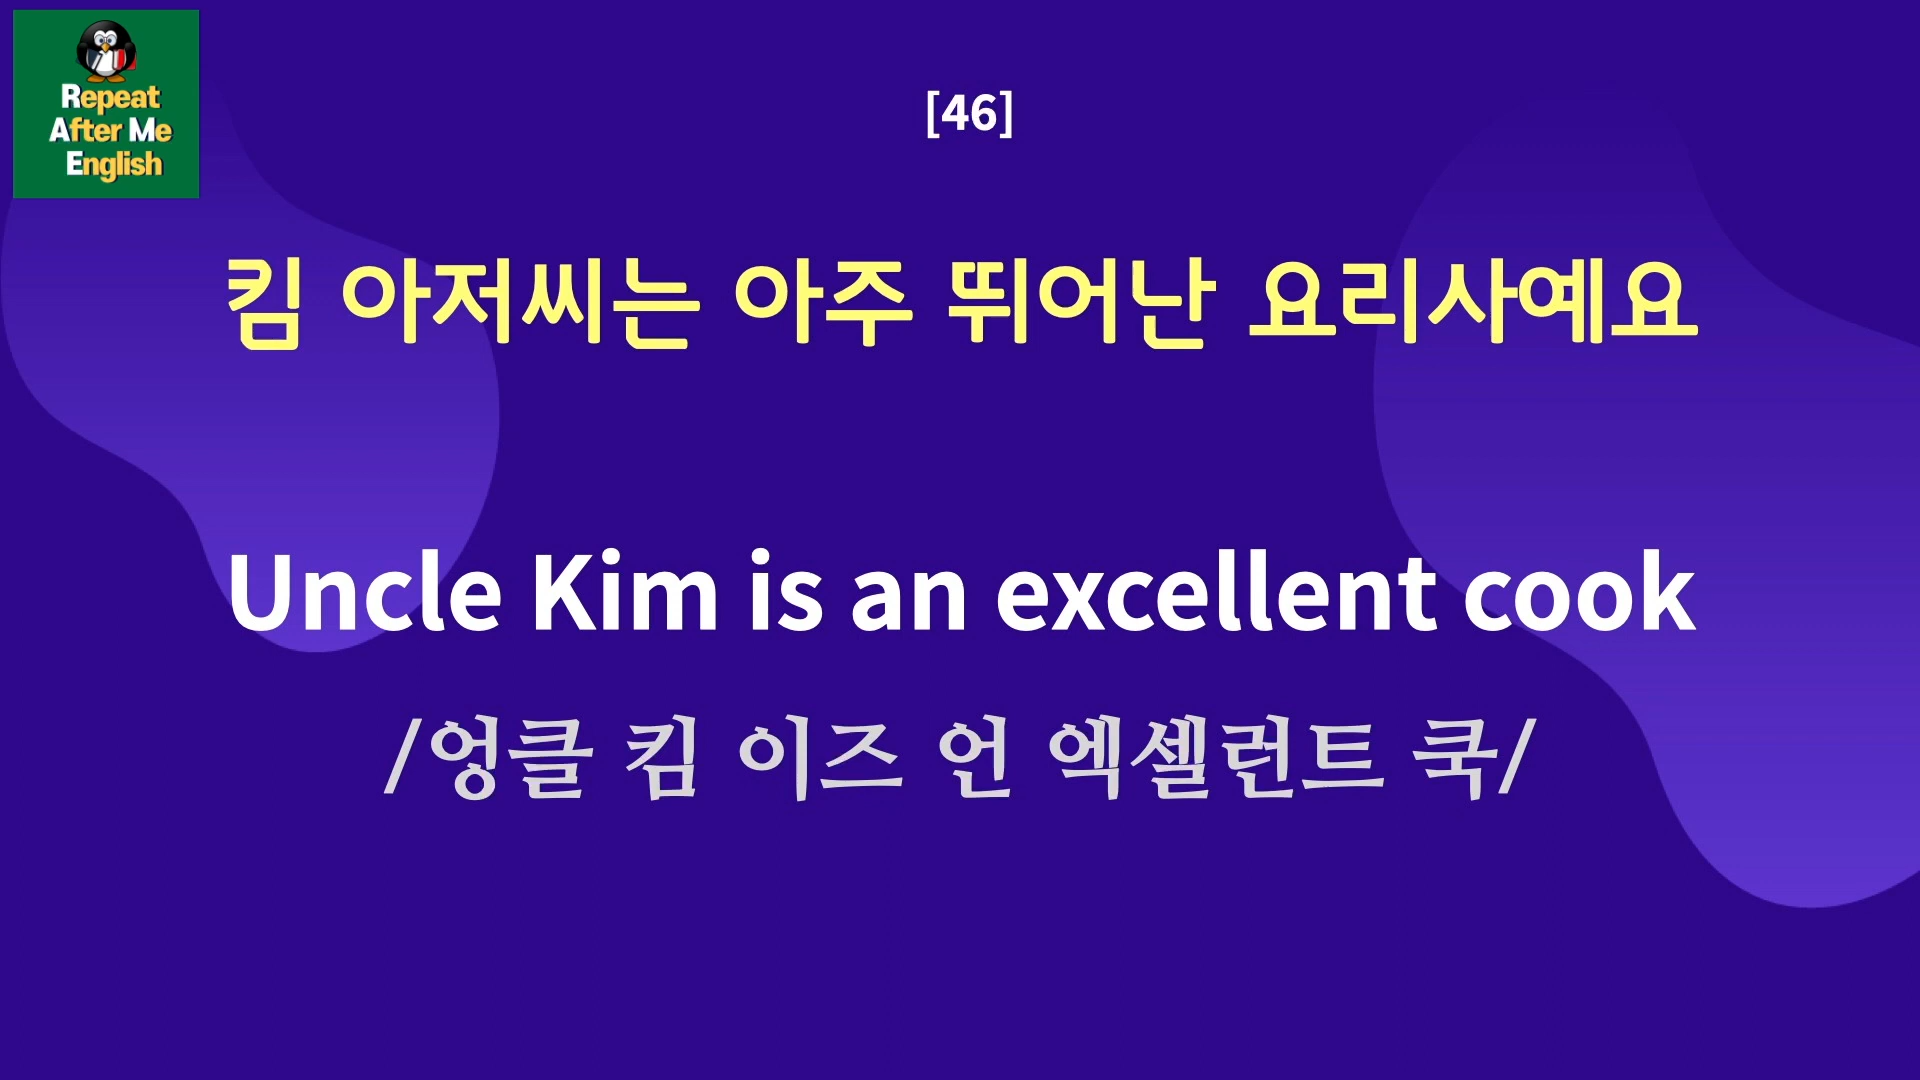 Repeat
After Me
English
[46]
킴 아저씨는 아주 뛰어난 요리사예요
Uncle Kim is an excellent cook
/엉클 킴 이즈 언 엑셀런트 쿡/